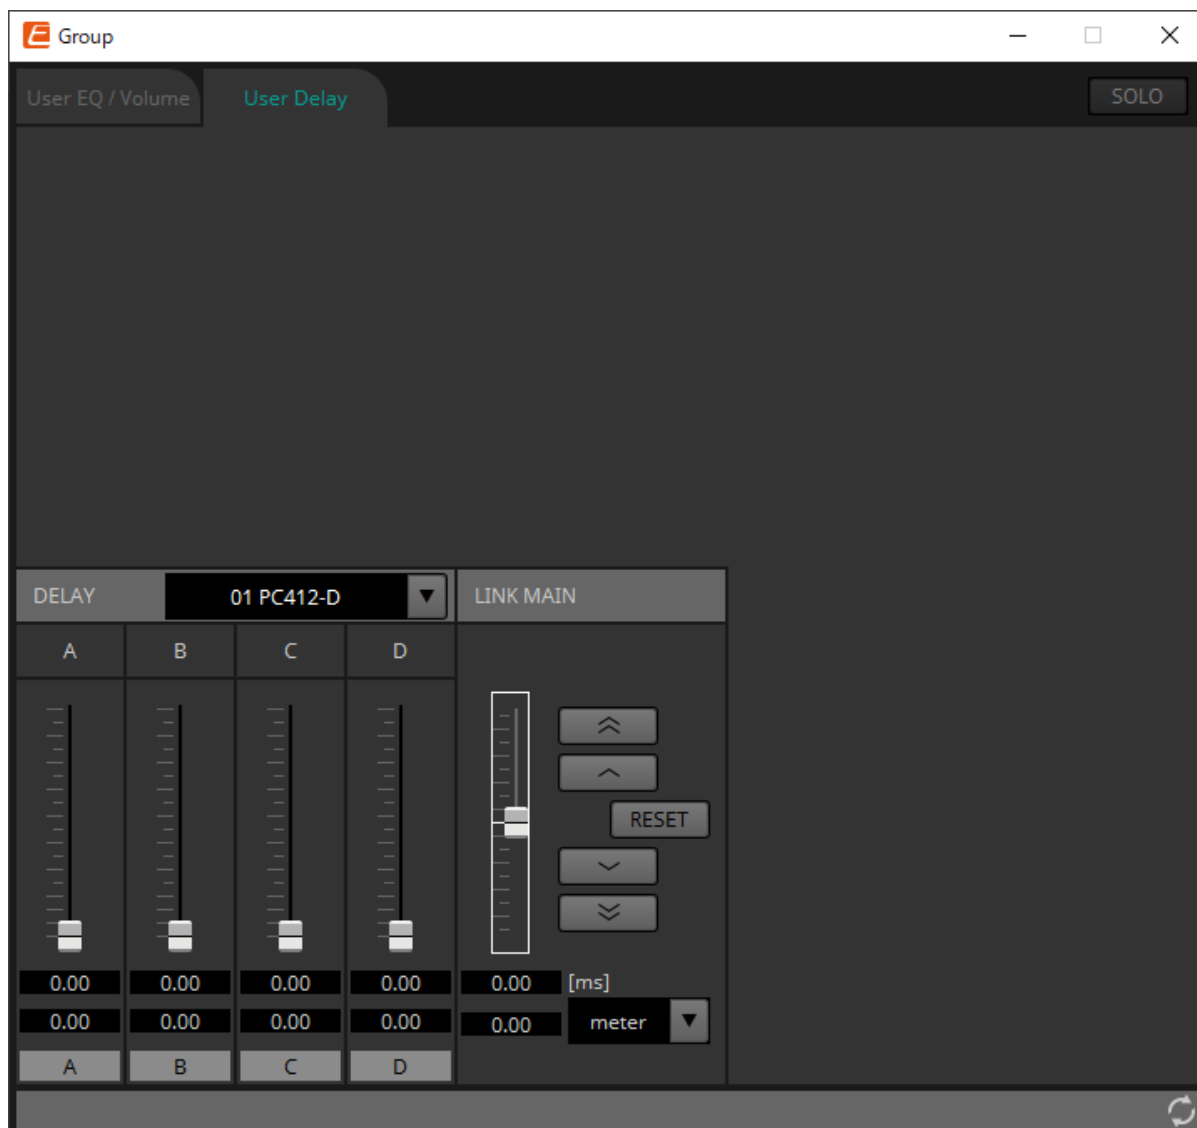 Group
User EQ / Volume User Delay SOLO
DELAY 01 PC412-D LINK MAIN
A B C D
RESET
0.00 0.00 0.00 0.00 0.00 [ms]
0.00 0.00 0.00 0.00 0.00 meter
A B C D